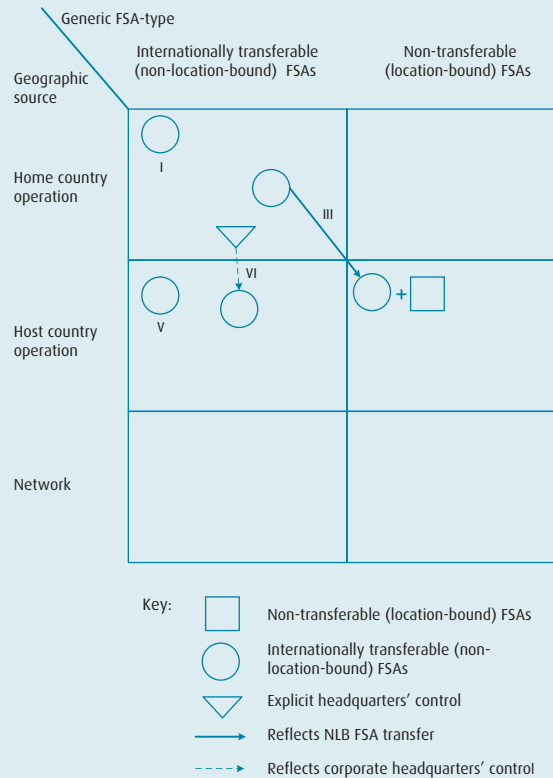 Generic FSA-type
Internationally transferable
(non-location-bound) FSAs
Non-transferable
(location-bound) FSAs
Geographic
source
Home country
operation
I
III
VI
+
V
Host country
operation
Network
Key:
Non-transferable (location-bound) FSAs
Internationally transferable (non-
location-bound) FSAs
Explicit headquarters’ control
Reflects NLB FSA transfer
Reflects corporate headquarters’ control